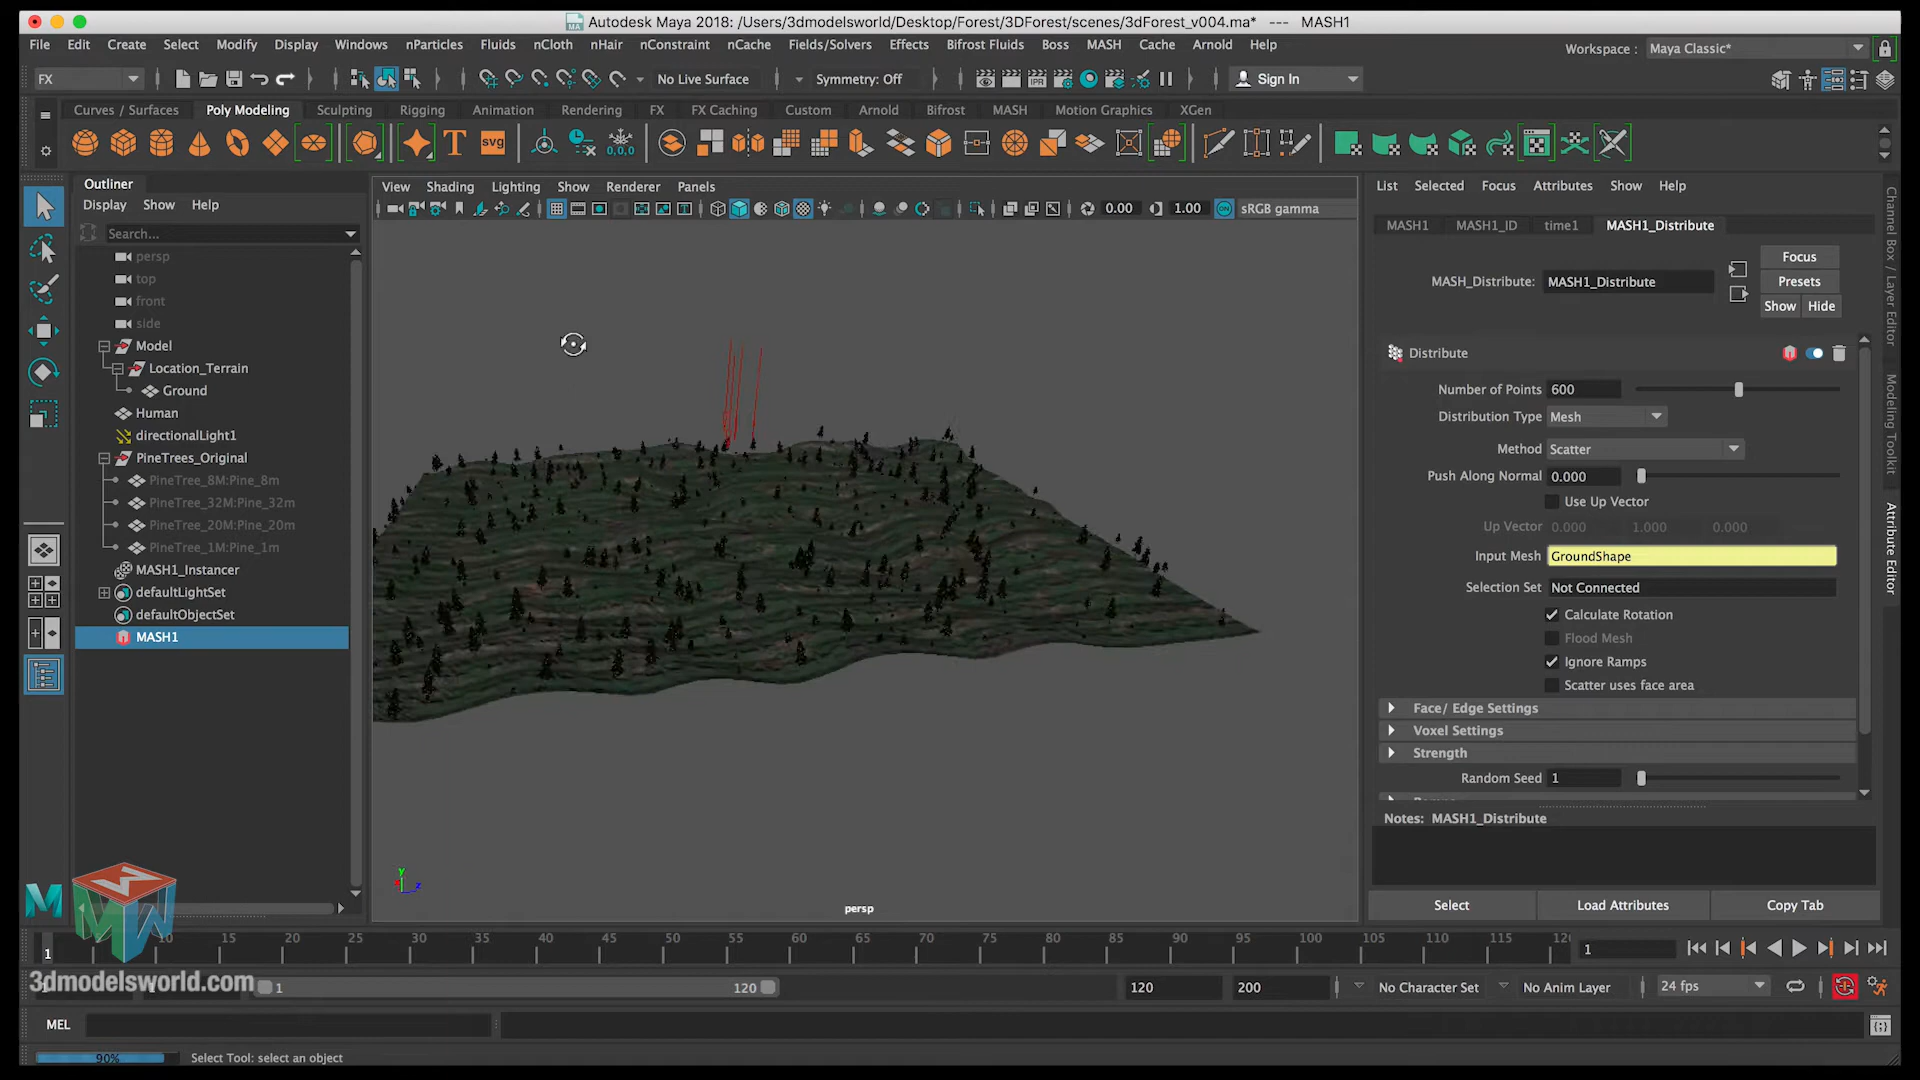 Autodesk Maya 2018: /Users/3dmodelsworld/Desktop/Forest/3DForest/scenes/3dForest_v004.ma* --- MASH1
File Edit Create Select Modify Display Windows nParticles Fluids nCloth nHair nConstraint nCache Fields/Solvers Effects Bifrost Fluids Boss MASH Cache Arnold Help Workspace : Maya Classic*
FX No Live Surface Symmetry: Off Sign In
Curves / Surfaces Poly Modeling Sculpting Rigging Animation Rendering FX FX Caching Custom Arnold Bifrost MASH Motion Graphics XGen
T svg 0,0,0
Outliner
Display Show Help
Search...
persp
top
front
side
Model
Location_Terrain
Ground
Human
directionalLight1
PineTrees_Original
PineTree_8M:Pine_8m
PineTree_32M:Pine_32m
PineTree_20M:Pine_20m
PineTree_1M:Pine_1m
MASH1_Instancer
defaultLightSet
defaultObjectSet
MASH1
View Shading Lighting Show Renderer Panels
0.00 1.00 ON sRGB gamma
y
z
persp
List Selected Focus Attributes Show Help
MASH1 MASH1_ID time1 MASH1_Distribute
MASH_Distribute: MASH1_Distribute
Focus
Presets
Show Hide
Distribute
Number of Points 600
Distribution Type Mesh
Method Scatter
Push Along Normal 0.000
Use Up Vector
Up Vector 0.000 1.000 0.000
Input Mesh GroundShape
Selection Set Not Connected
Calculate Rotation
Flood Mesh
Ignore Ramps
Scatter uses face area
Face/ Edge Settings
Voxel Settings
Strength
Random Seed 1
Notes: MASH1_Distribute
Select Load Attributes Copy Tab
Channel Box / Layer Editor
Modeling Toolkit
Attribute Editor
1 10 15 20 25 30 35 40 45 50 55 60 65 70 75 80 85 90 95 100 105 110 115 12 1
3dmodelsworld.com
1 120 120 200 No Character Set No Anim Layer 24 fps
MEL
90% Select Tool: select an object